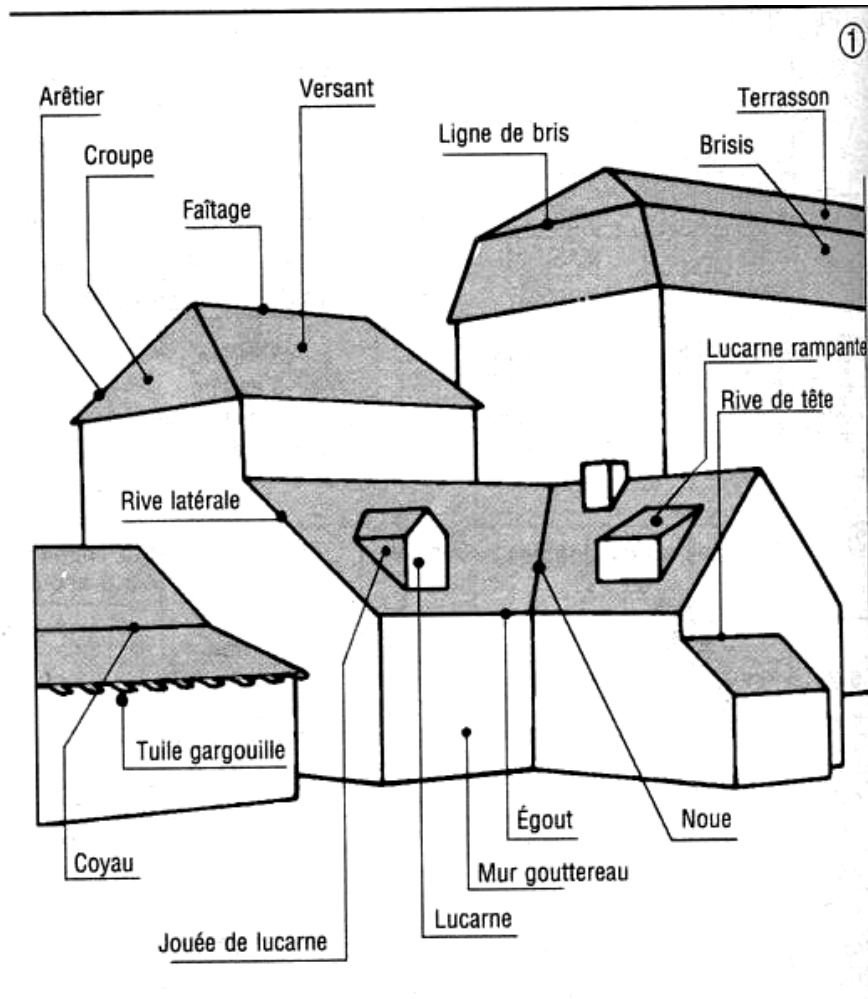 ①
Arêtier
Versant
Terrasson
Ligne de bris
Brisis
Croupe
Faîtage
Lucarne rampante
Rive de tête
Rive latérale
Tuile gargouille
Égout
Noue
Coyau
Mur gouttereau
Lucarne
Jouée de lucarne